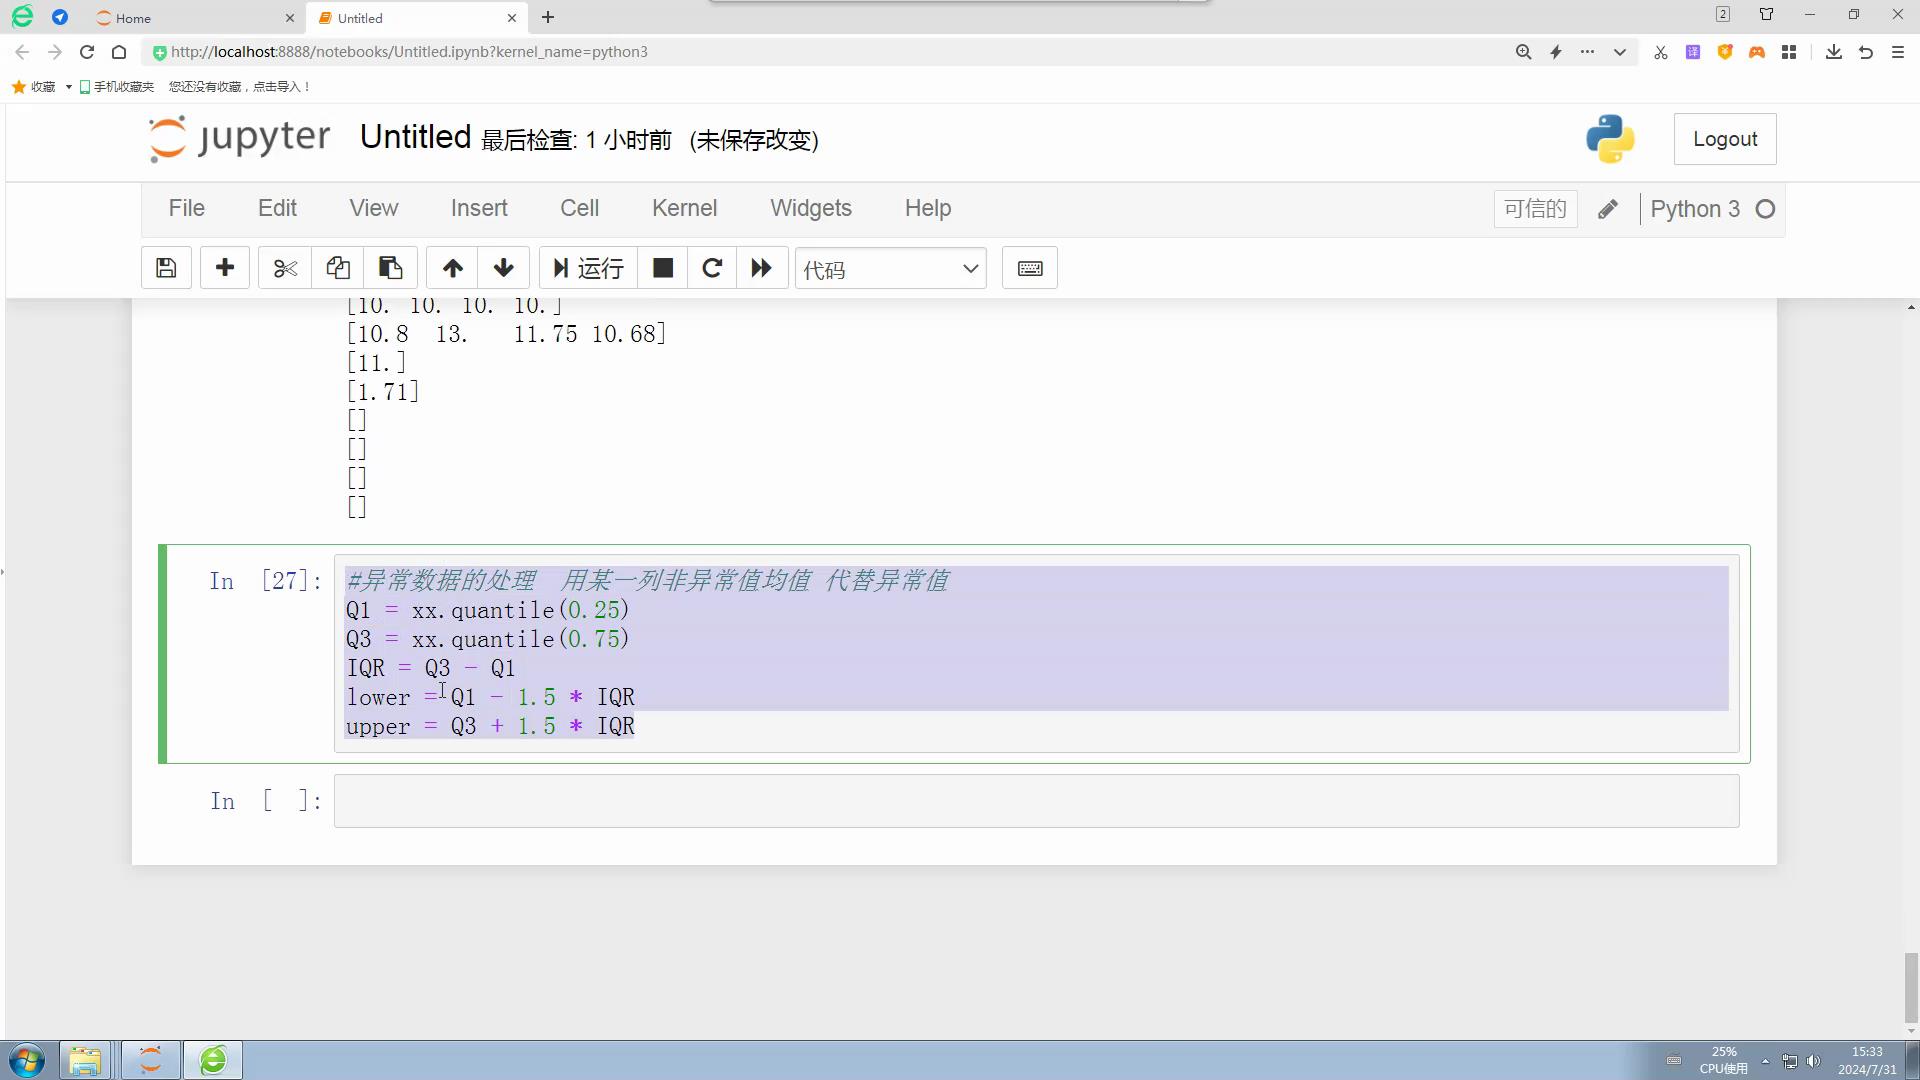 Home
Untitled
2
http://localhost:8888/notebooks/Untitled.ipynb?kernel_name=python3
译
收藏
手机收藏夹
您还没有收藏，点击导入！
jupyter
Untitled 最后检查: 1 小时前 (未保存改变)
Logout
File Edit View Insert Cell Kernel Widgets Help
可信的
Python 3
运行
代码
[10. 10. 10. 10.]
[10.8 13. 11.75 10.68]
[11.]
[1.71]
[]
[]
[]
[]
In [27]:
#异常数据的处理 用某一列非异常值均值 代替异常值
Q1 = xx.quantile(0.25)
Q3 = xx.quantile(0.75)
IQR = Q3 - Q1
lower = Q1 - 1.5 * IQR
upper = Q3 + 1.5 * IQR
In [ ]:
25%
CPU使用
15:33
2024/7/31